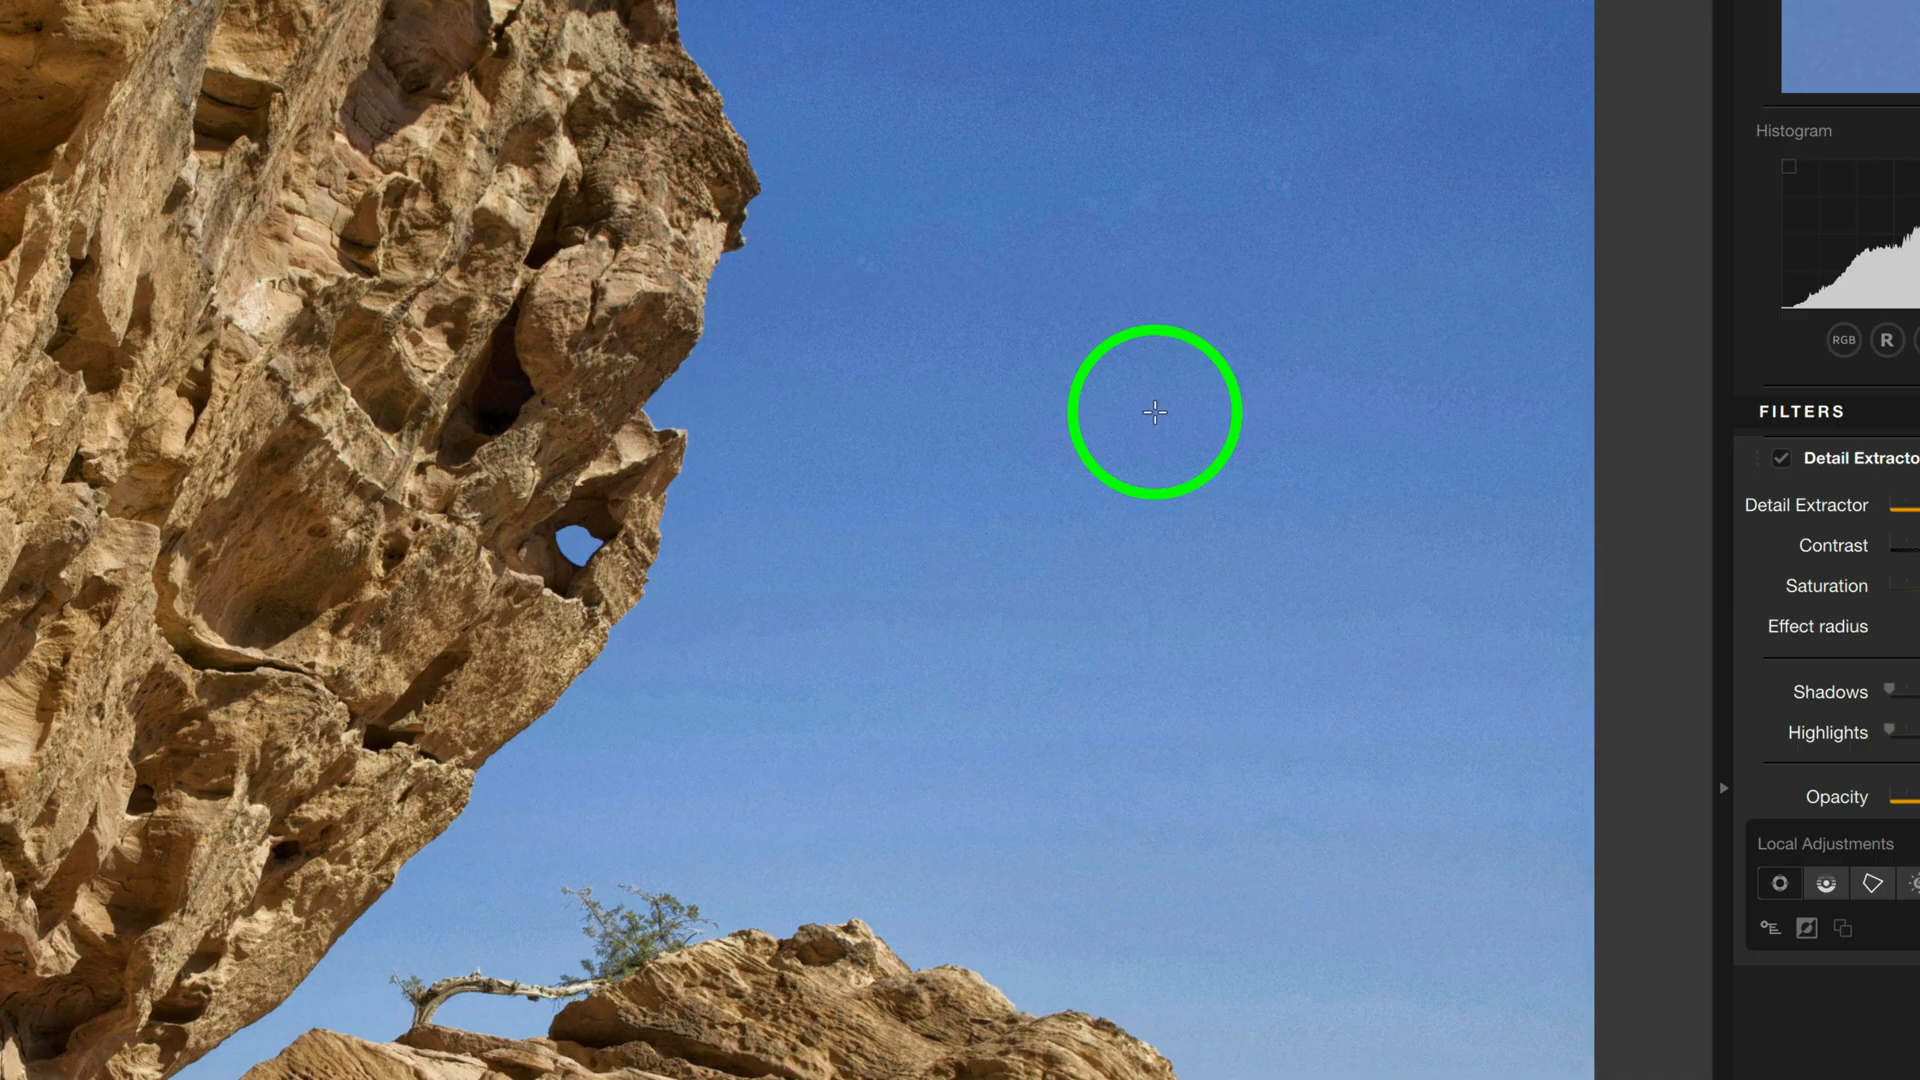 Histogram
RGB R
FILTERS
Detail Extracto
Detail Extractor
Contrast
Saturation
Effect radius
Shadows
Highlights
Opacity
Local Adjustments